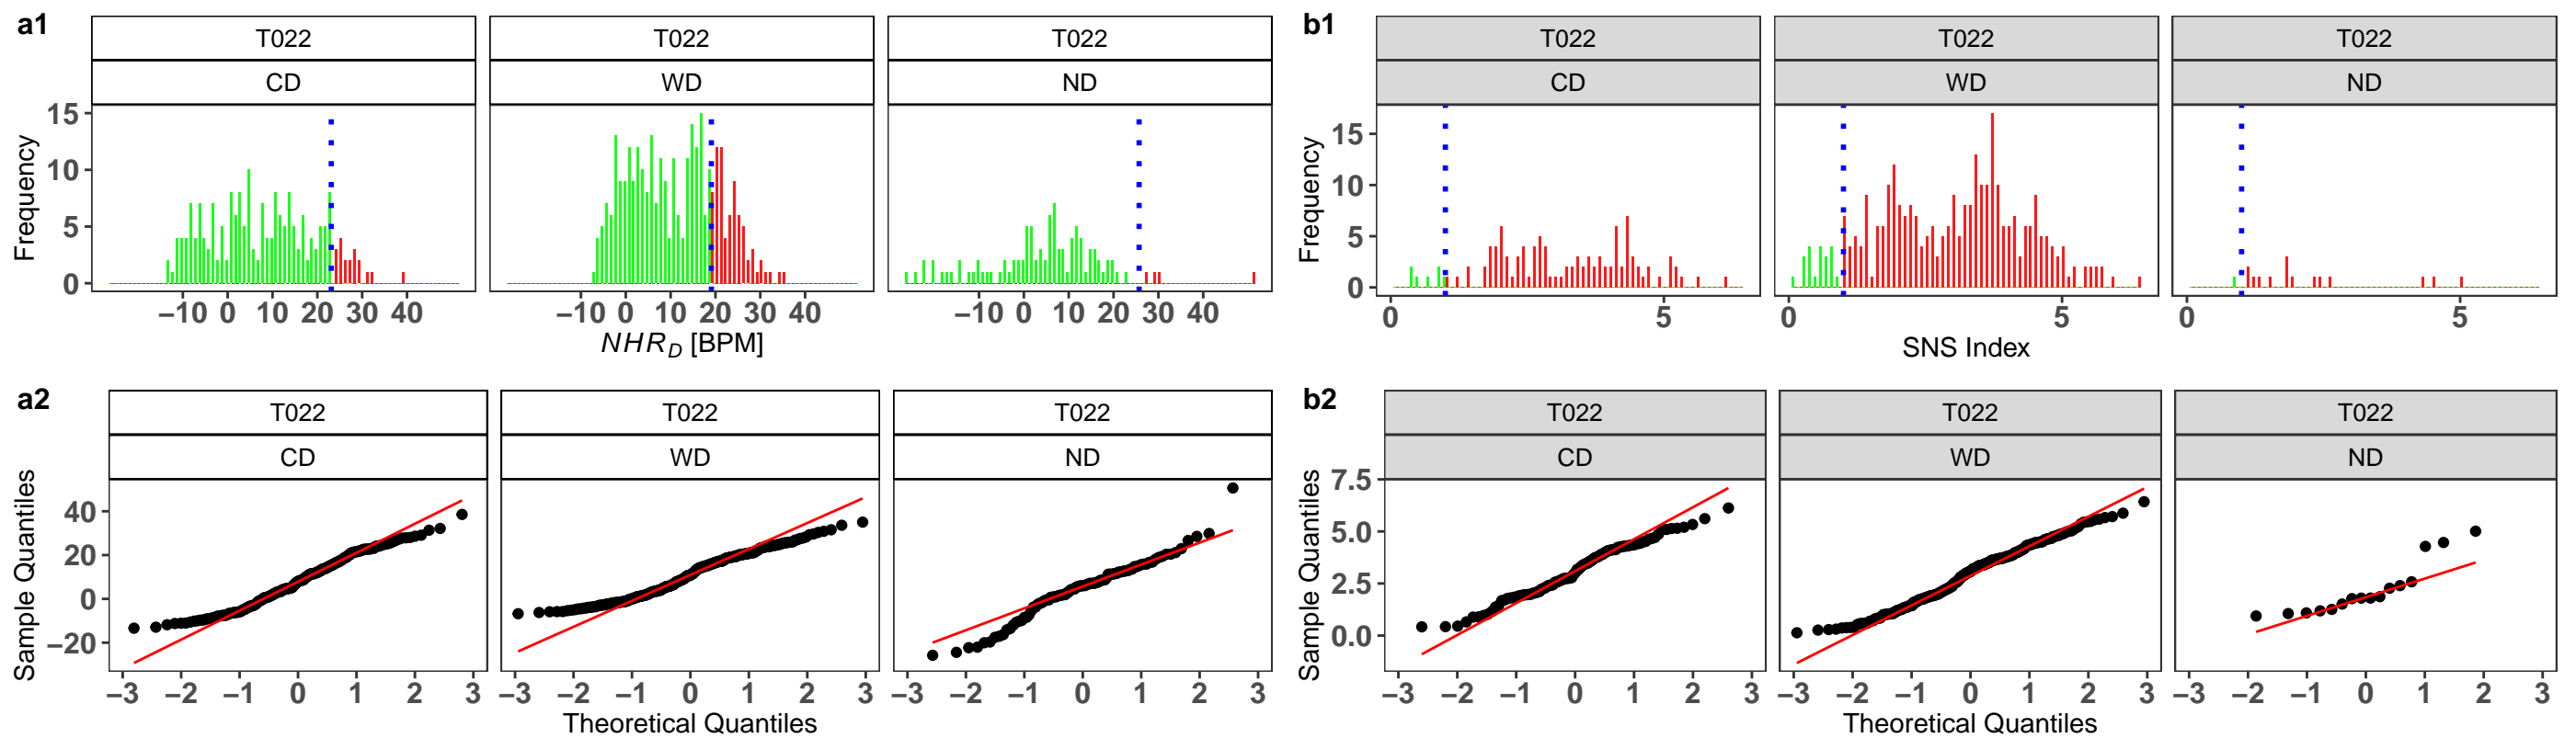 a1
T022 T022 T022
CD WD ND
Frequency
15
10
5
0
−10 0 10 20 30 40 −10 0 10 20 30 40 −10 0 10 20 30 40
NHR_D [BPM]
b1
T022 T022 T022
CD WD ND
Frequency
15
10
5
0
0 5 0 5 0 5
SNS Index
a2
T022 T022 T022
CD WD ND
Sample Quantiles
40
20
0
−20
−3 −2 −1 0 1 2 3 −3 −2 −1 0 1 2 3 −3 −2 −1 0 1 2 3
Theoretical Quantiles
b2
T022 T022 T022
CD WD ND
Sample Quantiles
7.5
5.0
2.5
0.0
−3 −2 −1 0 1 2 3 −3 −2 −1 0 1 2 3 −3 −2 −1 0 1 2 3
Theoretical Quantiles